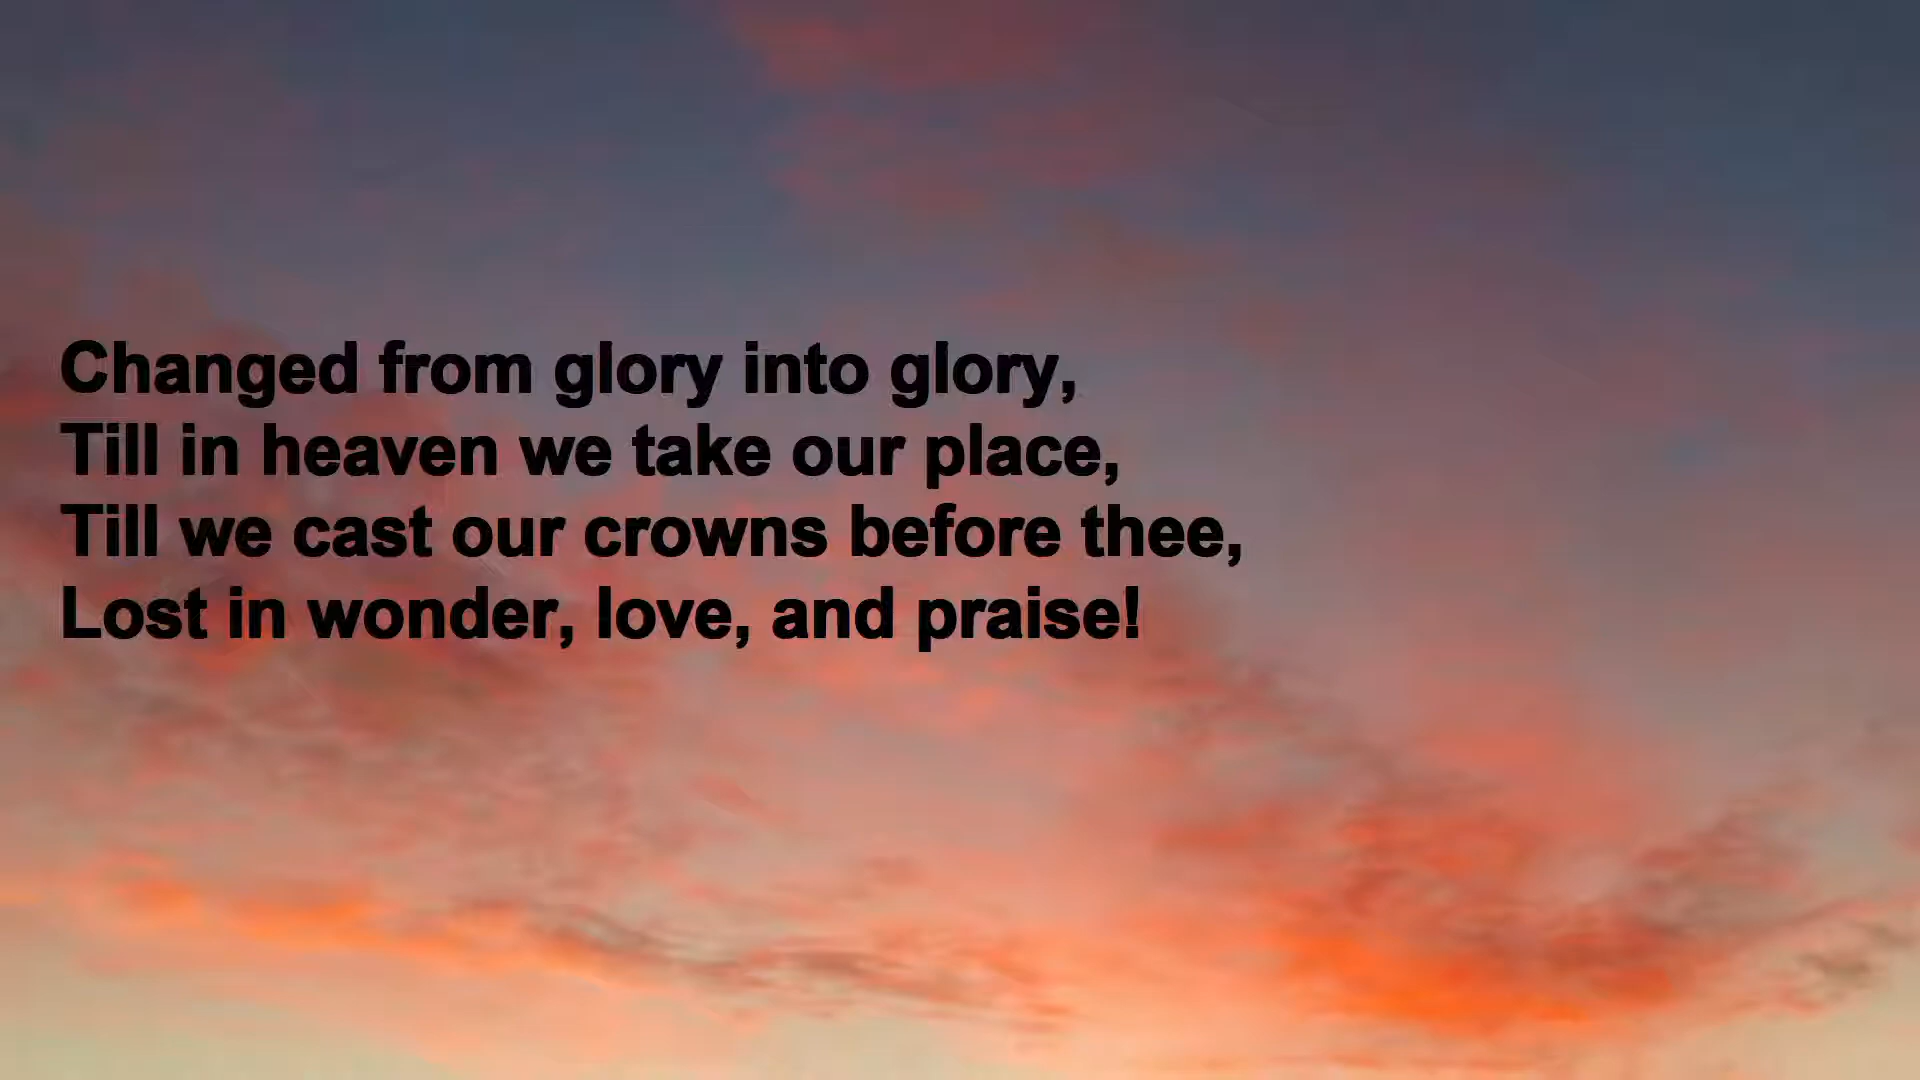 Changed from glory into glory,
Till in heaven we take our place,
Till we cast our crowns before thee,
Lost in wonder, love, and praise!